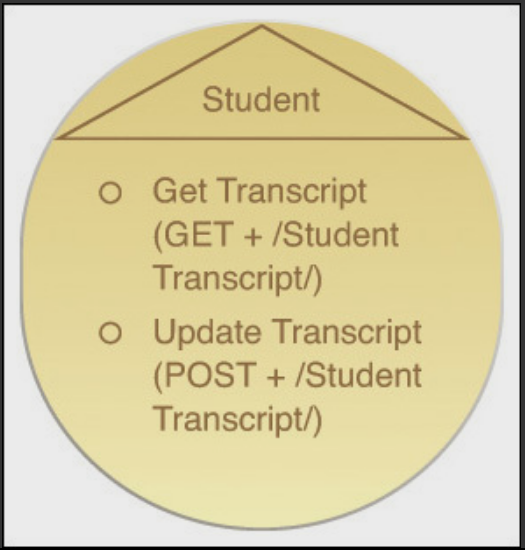 Student
Get Transcript
(GET + /Student
Transcript/)
Update Transcript
(POST + /Student
Transcript/)